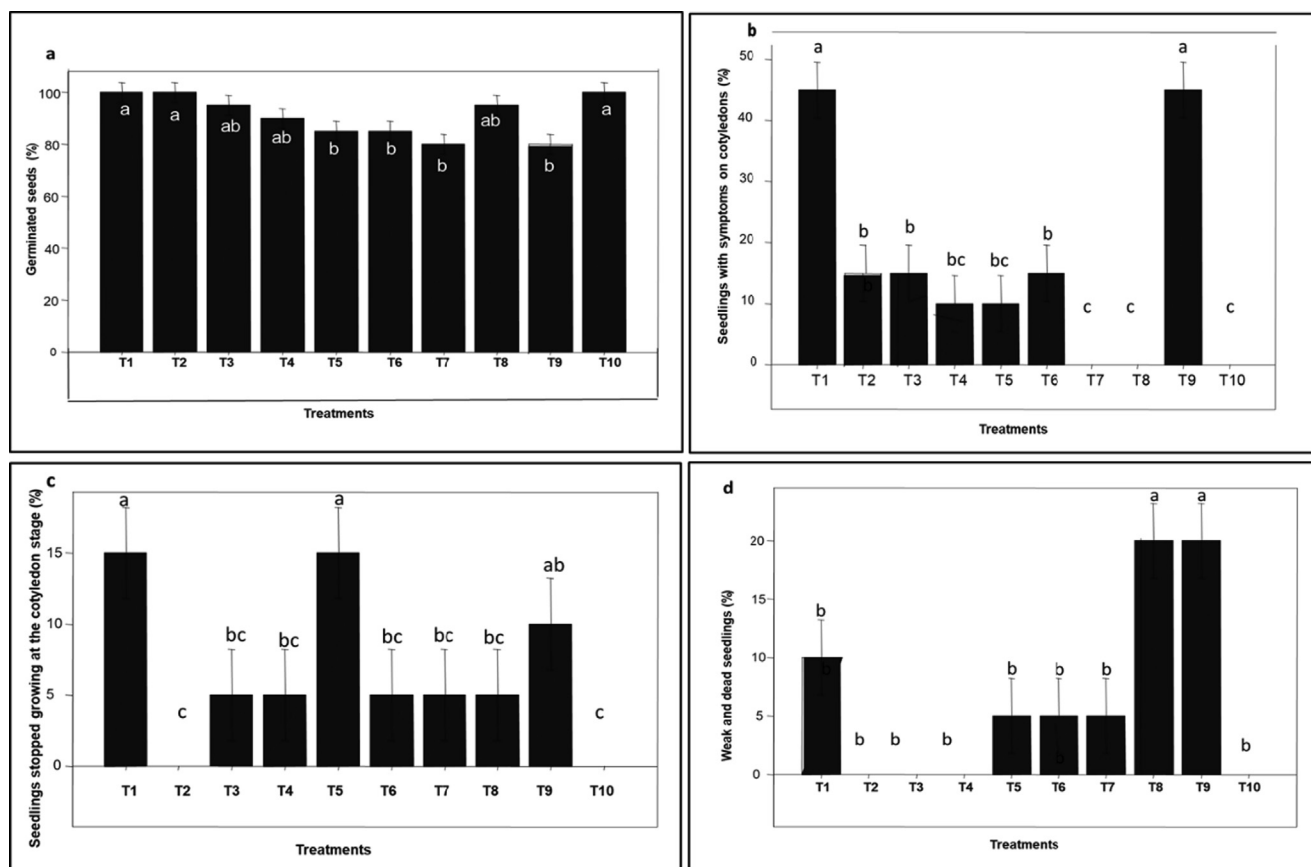 a
Germinated seeds (%)
100
80
60
40
20
0
a a ab ab b b b ab b a
T1 T2 T3 T4 T5 T6 T7 T8 T9 T10
Treatments
b
Seedlings with symptoms on cotyledons (%)
50
40
30
20
10
0
a b b bc bc b c c a c
b
T1 T2 T3 T4 T5 T6 T7 T8 T9 T10
Treatments
c
Seedlings stopped growing at the cotyledon stage (%)
15
10
5
0
a c bc bc a bc bc bc ab c
T1 T2 T3 T4 T5 T6 T7 T8 T9 T10
Treatments
d
Weak and dead seedlings (%)
20
15
10
5
0
b b b b b b b a a b
b b
T1 T2 T3 T4 T5 T6 T7 T8 T9 T10
Treatments